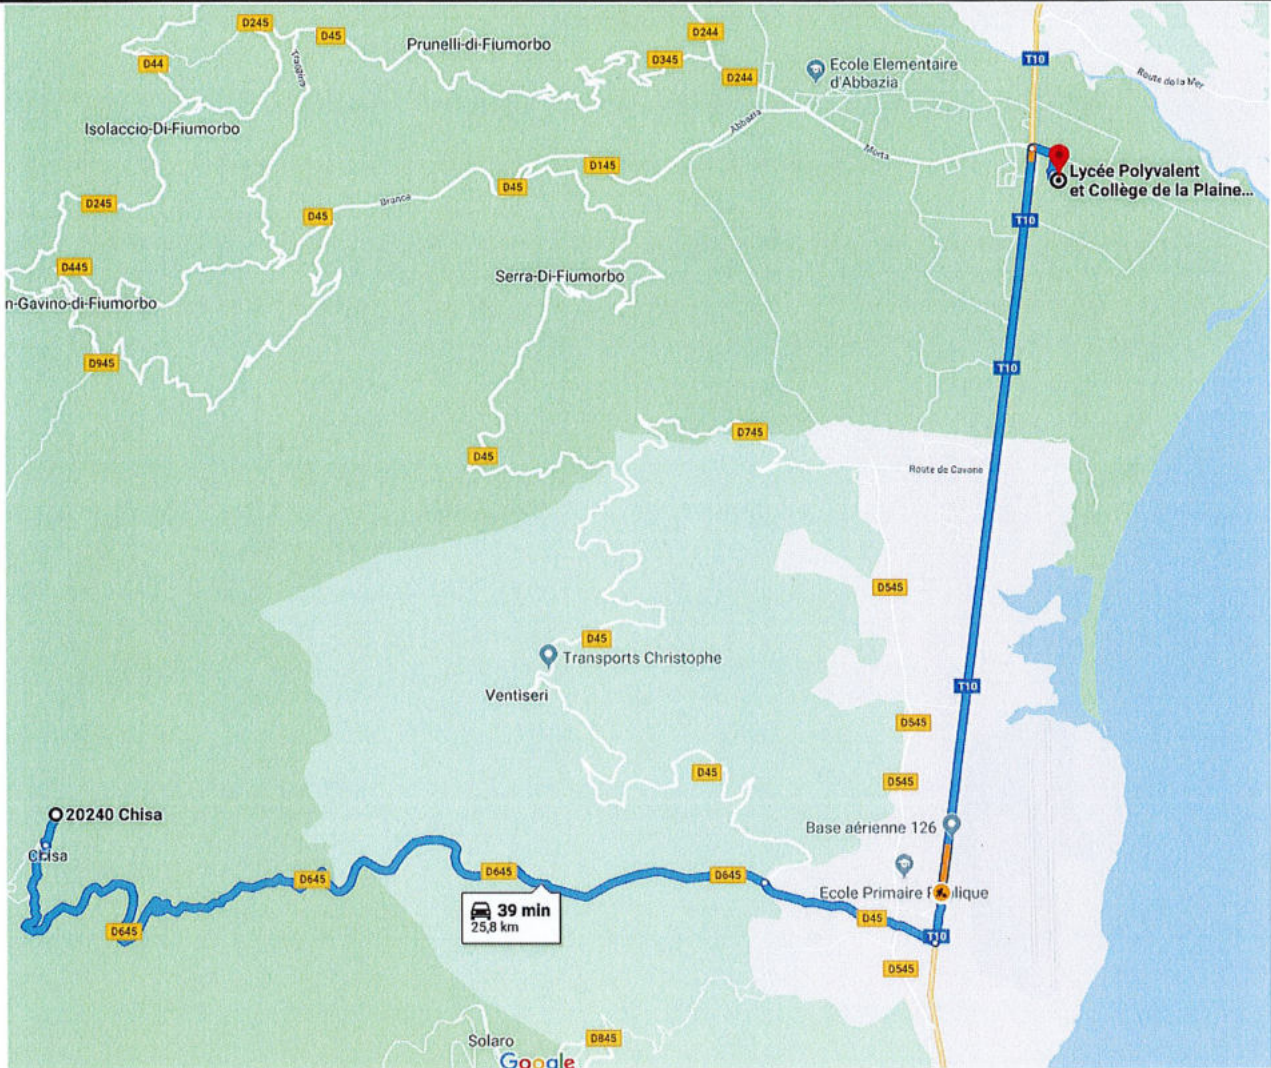 D245
D45
D244
Prunelli-di-Fiumorbo
D44
D345
T10
Ecole Elementaire
d'Abbazia
D244
Route de la Mer
Isolaccio-Di-Fiumorbo
Abbazia
Morta
D145
Lycée Polyvalent
et Collège de la Plaine...
D45
Branca
D245
D45
T10
D445
Serra-Di-Fiumorbo
n-Gavino-di-Fiumorbo
D945
T10
D745
D45
Route de Cavone
D545
D45
Transports Christophe
T10
Ventiseri
D545
D45
D545
20240 Chisa
Base aérienne 126
Chisa
D645
D645
D645
Ecole Primaire
39 min
25,8 km
D45
D645
T10
D545
Solaro
D845
Google